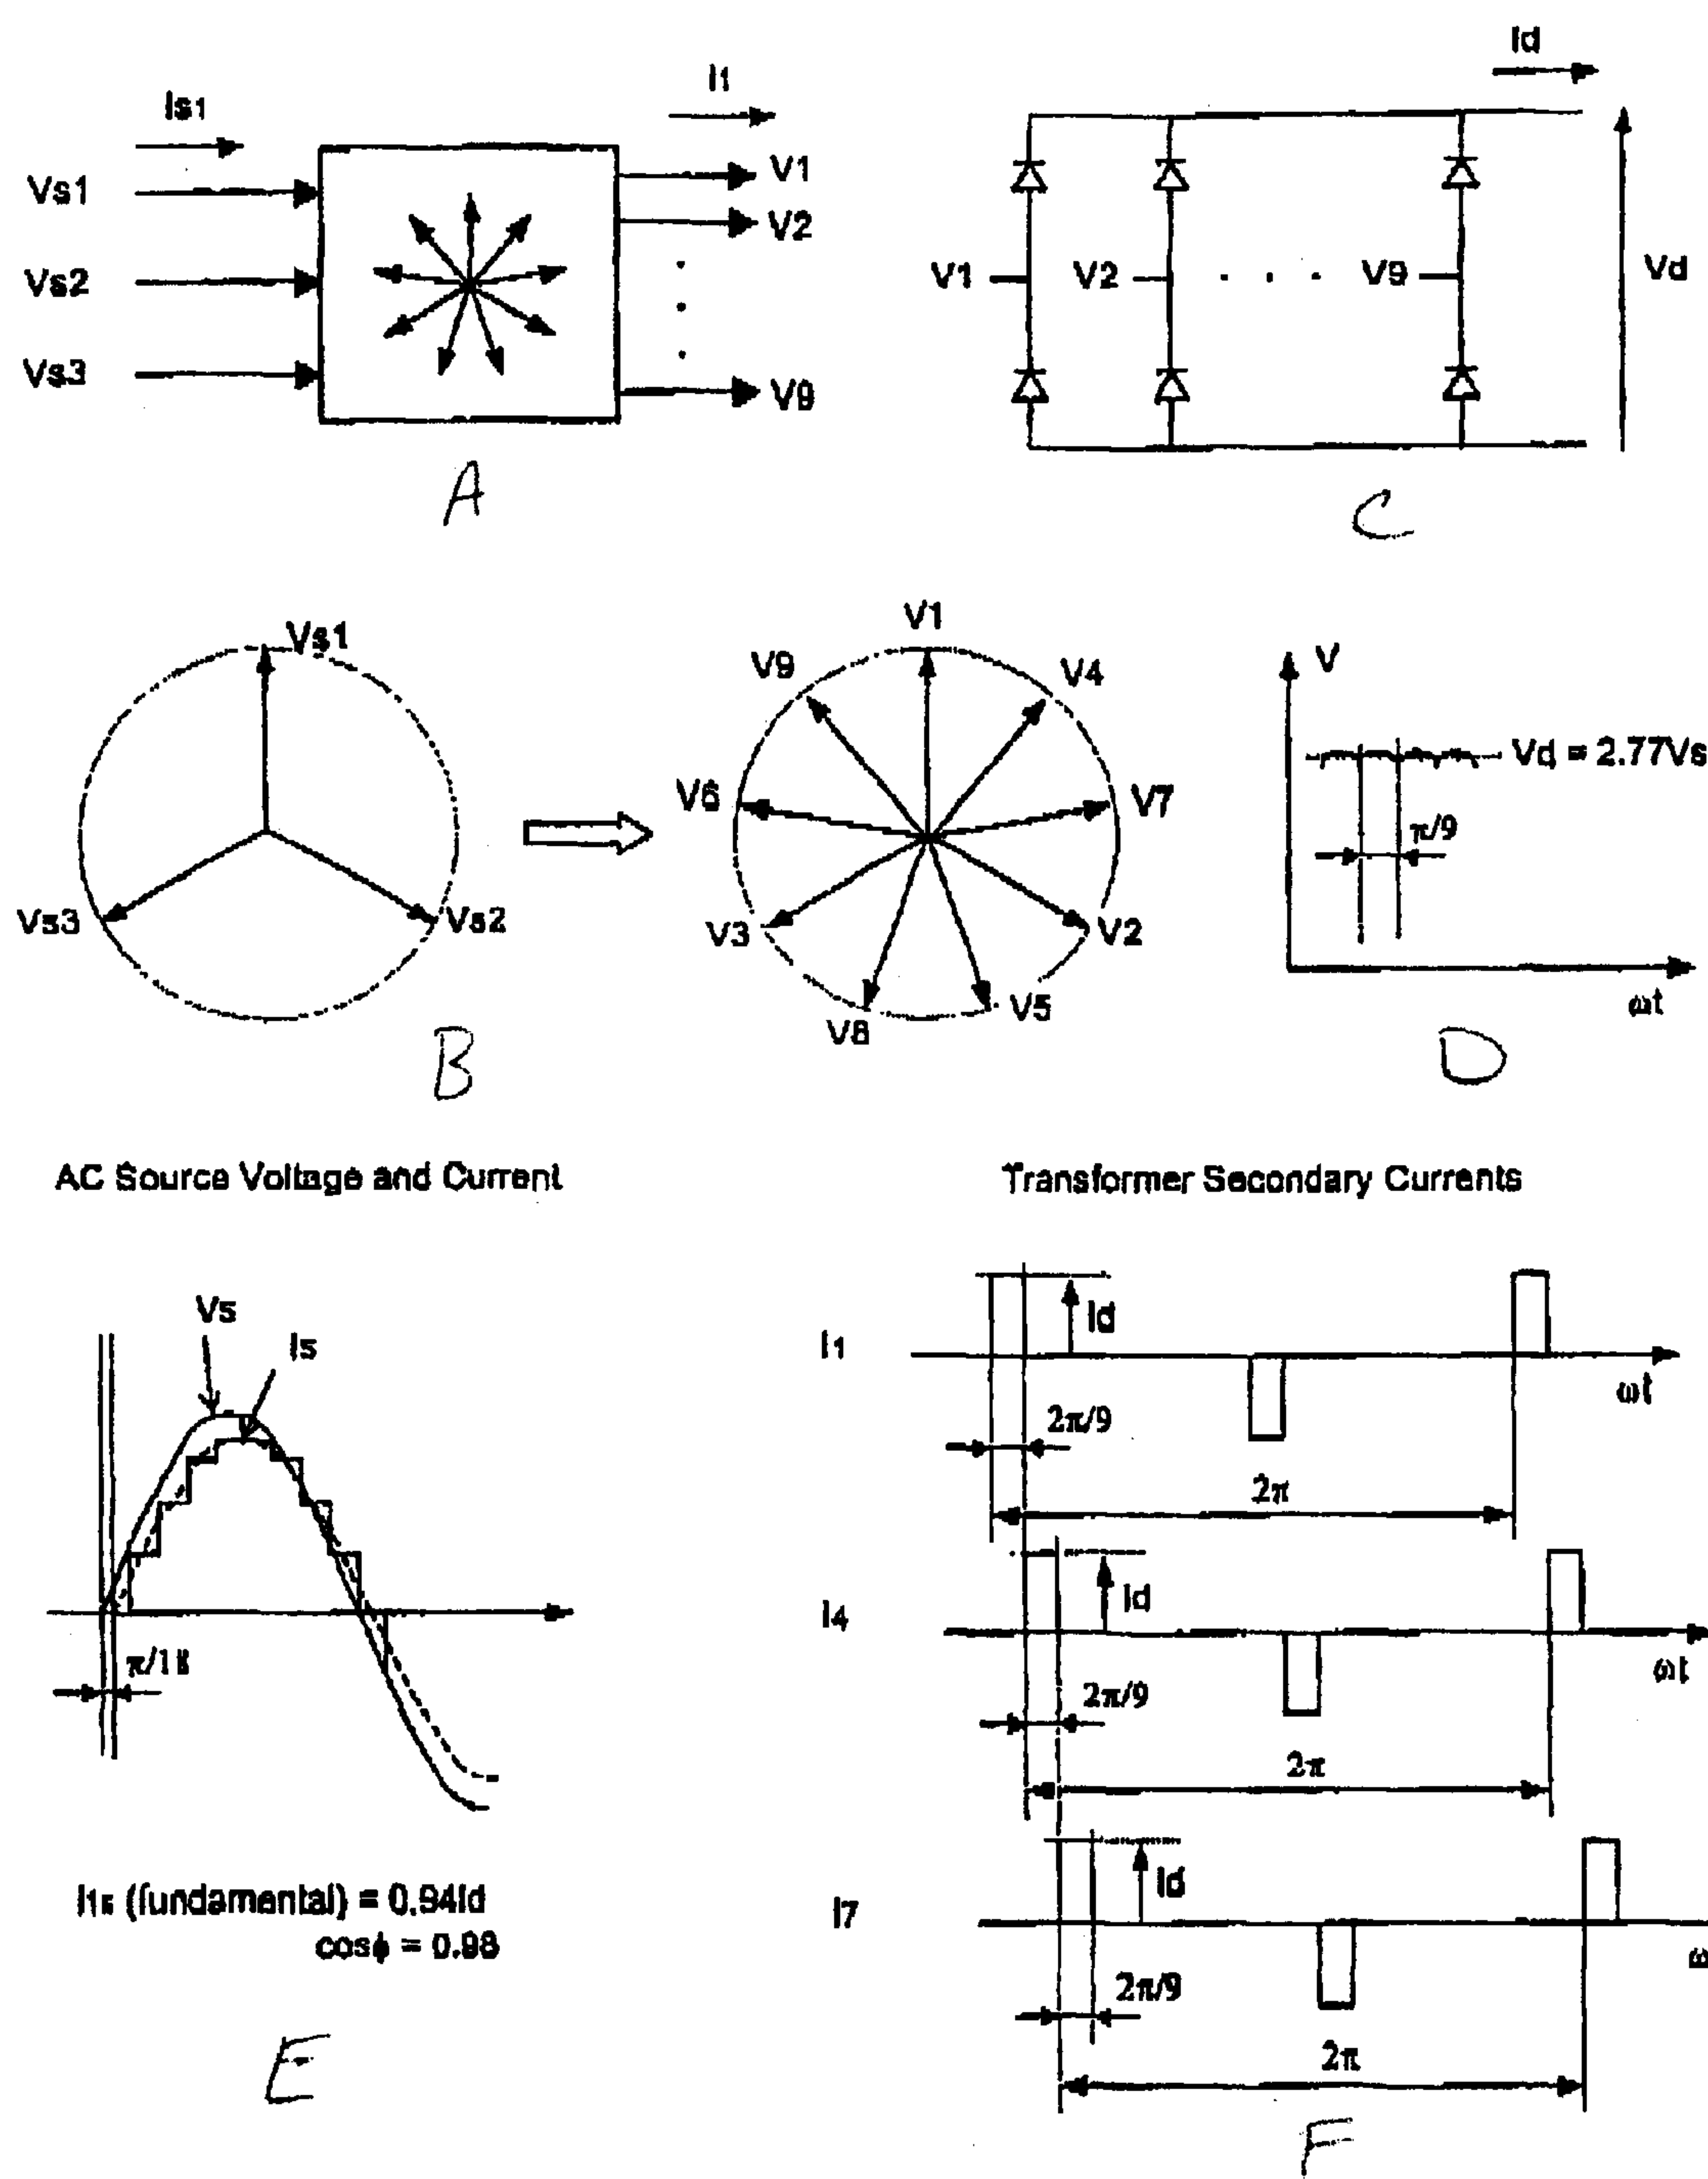 Is1
I1
Id
Vs1
Vs2
Vs3
V1
V2
V9
V1
V2
V9
Vd
A
C
Vs1
Vs3
Vs2
V1
V9
V4
V6
V7
V3
V2
V8
V5
V
Vd = 2.77Vs
π/9
ωt
B
D
AC Source Voltage and Current
Transformer Secondary Currents
Vs
Is
π/18
I1s (fundamental) = 0.94Id
cosϕ = 0.98
E
I1
Id
ωt
2π/9
2π
I4
Id
ωt
2π/9
2π
I7
Id
ω
2π/9
2π
F